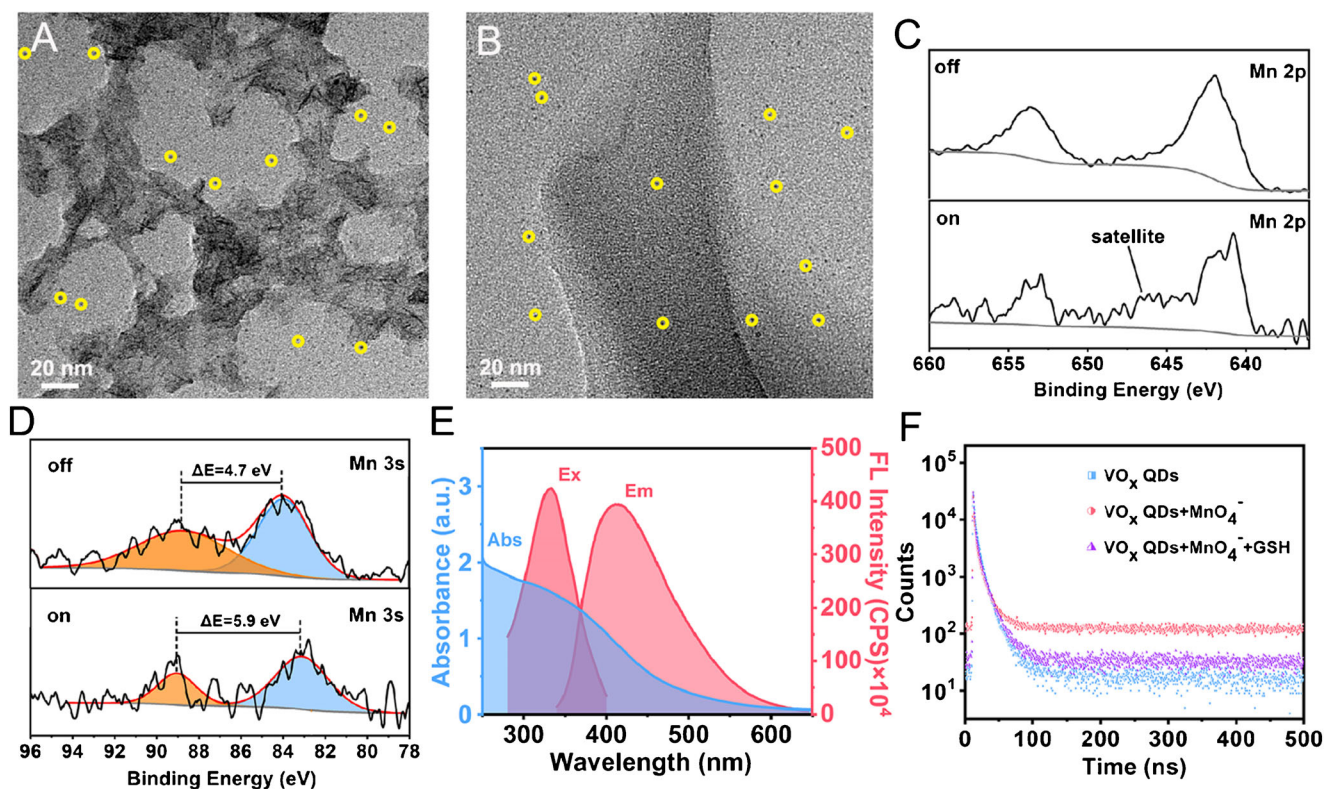 A
20 nm
B
20 nm
C
off
Mn 2p
on
Mn 2p
satellite
660
655
650
645
640
Binding Energy (eV)
D
off
ΔE=4.7 eV
Mn 3s
on
ΔE=5.9 eV
Mn 3s
96
94
92
90
88
86
84
82
80
78
Binding Energy (eV)
E
Absorbance (a.u.)
3
2
1
0
Abs
Ex
Em
500
400
300
200
100
0
FL Intensity (CPS)×10⁴
300
400
500
600
Wavelength (nm)
F
Counts
10⁵
10⁴
10³
10²
10¹
VOₓ QDs
VOₓ QDs+MnO₄⁻
VOₓ QDs+MnO₄⁻+GSH
0
100
200
300
400
500
Time (ns)